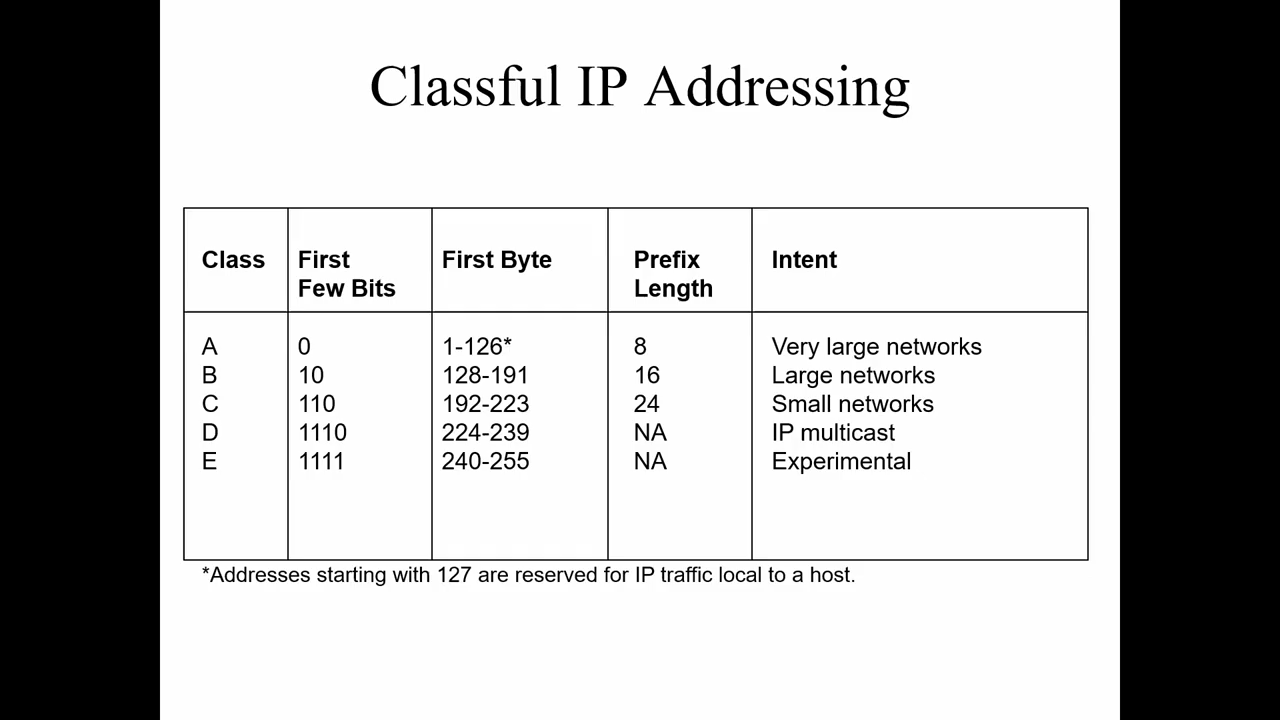 Classful IP Addressing
Class First Few Bits First Byte Prefix Length Intent
A 0 1-126* 8 Very large networks
B 10 128-191 16 Large networks
C 110 192-223 24 Small networks
D 1110 224-239 NA IP multicast
E 1111 240-255 NA Experimental
*Addresses starting with 127 are reserved for IP traffic local to a host.